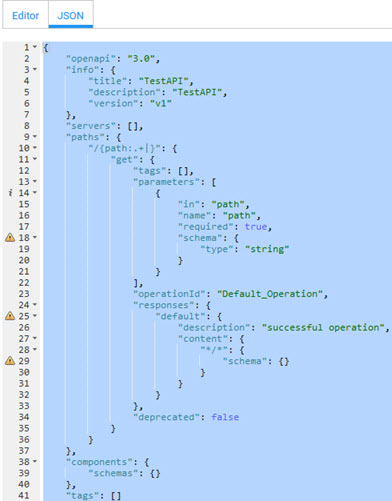 Editor JSON
1 {
2 "openapi": "3.0",
3 "info": {
4 "title": "TestAPI",
5 "description": "TestAPI",
6 "version": "v1"
7 },
8 "servers": [],
9 "paths": {
10 "/{path:.+|}": {
11 "get": {
12 "tags": [],
13 "parameters": [
i 14 {
15 "in": "path",
16 "name": "path",
17 "required": true,
18 "schema": {
19 "type": "string"
20 }
21 }
22 ],
23 "operationId": "Default_Operation",
24 "responses": {
25 "default": {
26 "description": "successful operation",
27 "content": {
28 "*/*": {
29 "schema": {}
30 }
31 }
32 }
33 },
34 "deprecated": false
35 }
36 }
37 },
38 "components": {
39 "schemas": {}
40 },
41 "tags": []